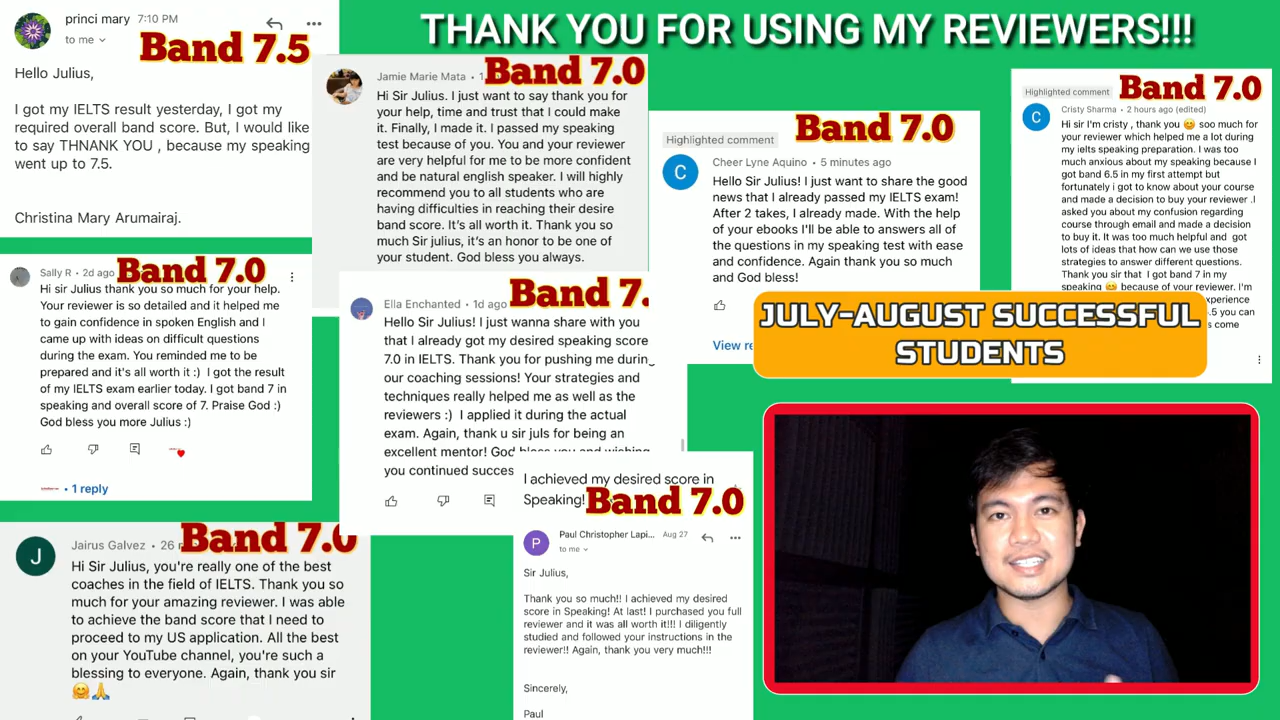 THANK YOU FOR USING MY REVIEWERS!!!
princi mary 7:10 PM
to me
Band 7.5
Hello Julius,
I got my IELTS result yesterday, I got my
required overall band score. But, I would like
to say THNANK YOU , because my speaking
went up to 7.5.
Christina Mary Arumairaj.
Jamie Marie Mata
Band 7.0
Hi Sir Julius. I just want to say thank you for
your help, time and trust that I could make
it. Finally, I made it. I passed my speaking
test because of you. You and your reviewer
are very helpful for me to be more confident
and be natural english speaker. I will highly
recommend you to all students who are
having difficulties in reaching their desire
band score. It's all worth it. Thank you so
much Sir julius, it's an honor to be one of
your student. God bless you always.
Highlighted comment
Band 7.0
Cheer Lyne Aquino • 5 minutes ago
C
Hello Sir Julius! I just want to share the good
news that I already passed my IELTS exam!
After 2 takes, I already made. With the help
of your ebooks I'll be able to answers all of
the questions in my speaking test with ease
and confidence. Again thank you so much
and God bless!
View re
Highlighted comment
Band 7.0
Cristy Sharma • 2 hours ago (edited)
C
Hi sir I'm cristy , thank you 😊 soo much for
your reviewer which helped me a lot during
my ielts speaking preparation. I was too
much anxious about my speaking because I
got band 6.5 in my first attempt but
fortunately i got to know about your course
and made a decision to buy your reviewer .I
asked you about my confusion regarding
course through email and made a decision
to buy it. It was too much helpful and got
lots of ideas that how can we use those
strategies to answer different questions.
Thankyou sir that I got band 7 in my
speaking 😊 because of your reviewer. I'm
experience
.5 you can
s come
JULY-AUGUST SUCCESSFUL
STUDENTS
Sally R • 2d ago
Band 7.0
Hi sir julius thank you so much for your help.
Your reviewer is so detailed and it helped me
to gain confidence in spoken English and I
came up with ideas on difficult questions
during the exam. You reminded me to be
prepared and it's all worth it :) I got the result
of my IELTS exam earlier today. I got band 7 in
speaking and overall score of 7. Praise God :)
God bless you more Julius :)
• 1 reply
Ella Enchanted • 1d ago
Band 7.
Hello Sir Julius! I just wanna share with you
that I already got my desired speaking score
7.0 in IELTS. Thank you for pushing me durin
our coaching sessions! Your strategies and
techniques really helped me as well as the
reviewers :) I applied it during the actual
exam. Again, thank u sir juls for being an
excellent mentor! God bless you and wishing
you continued succes
I achieved my desired score in
Speaking!
Band 7.0
P
Paul Christopher Lapi... Aug 27
to me
Sir Julius,
Thank you so much!! I achieved my desired
score in Speaking! At last! I purchased you full
reviewer and it was all worth it!!! I diligently
studied and followed your instructions in the
reviewer!! Again, thank you very much!!!
Sincerely,
Paul
Jairus Galvez • 26
Band 7.0
J
Hi Sir Julius, you're really one of the best
coaches in the field of IELTS. Thank you so
much for your amazing reviewer. I was able
to achieve the band score that I need to
proceed to my US application. All the best
on your YouTube channel, you're such a
blessing to everyone. Again, thank you sir
🤗🙏